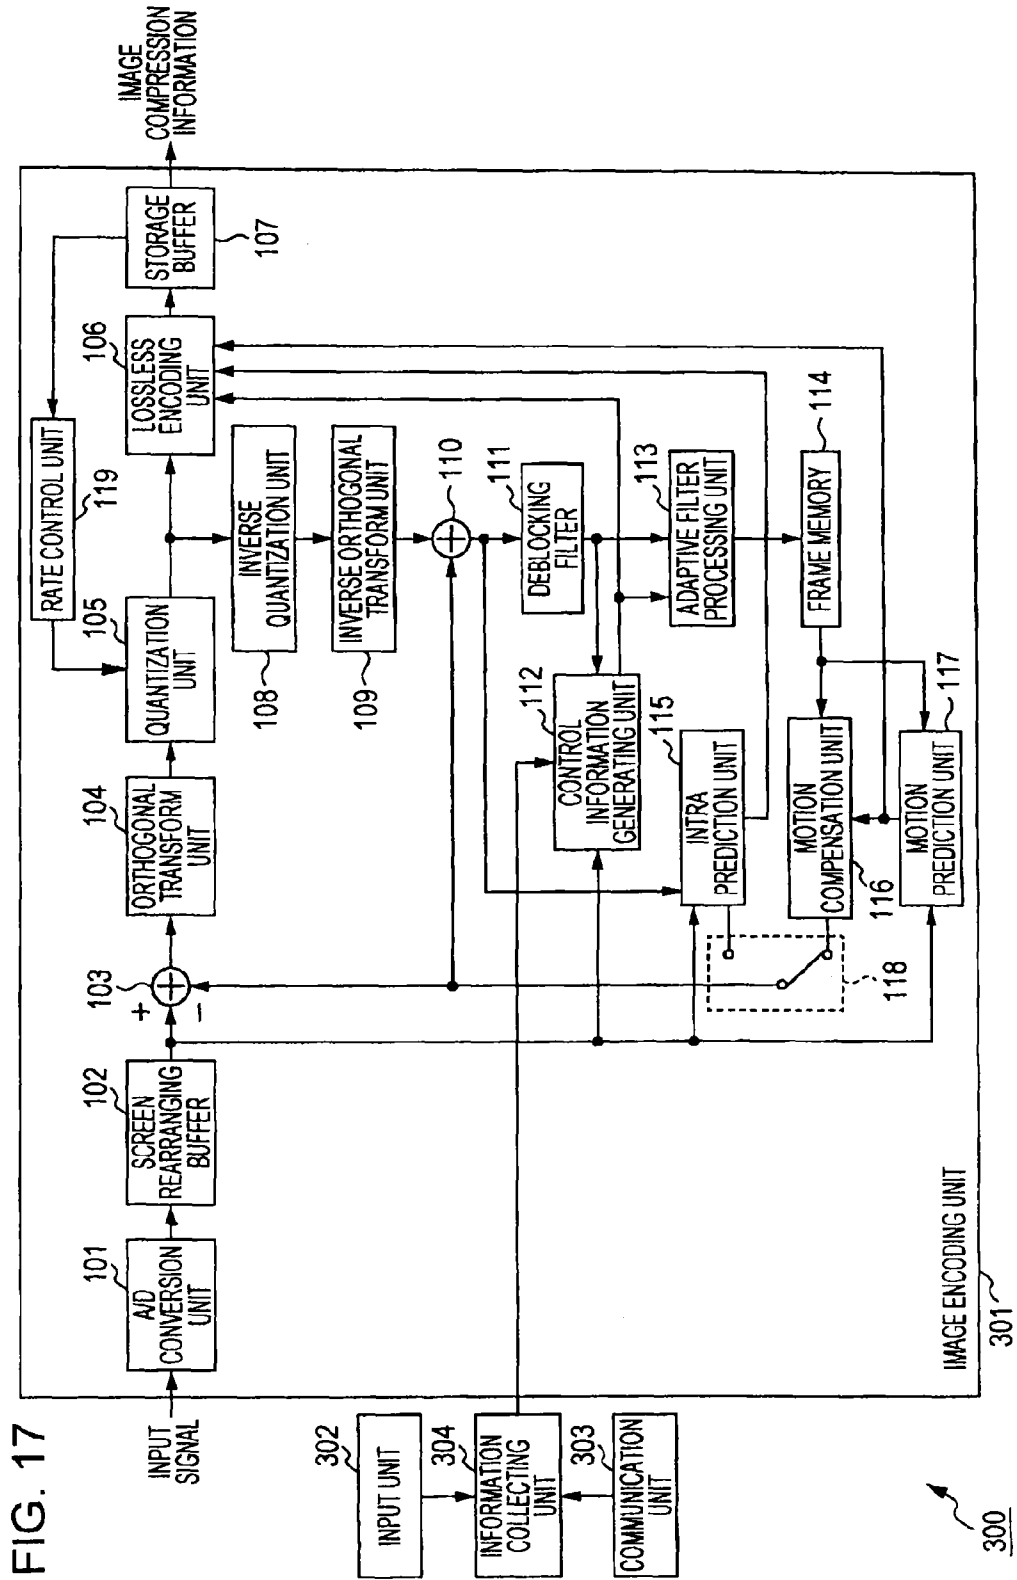 FIG. 17
300
INPUT
SIGNAL
101
A/D
CONVERSION
UNIT
102
SCREEN
REARRANGING
BUFFER
103
+
−
104
ORTHOGONAL
TRANSFORM
UNIT
105
QUANTIZATION
UNIT
RATE CONTROL UNIT
119
106
LOSSLESS
ENCODING
UNIT
STORAGE
BUFFER
107
IMAGE
COMPRESSION
INFORMATION
INVERSE
QUANTIZATION UNIT
108
INVERSE ORTHOGONAL
TRANSFORM UNIT
109
110
111
DEBLOCKING
FILTER
112
CONTROL
INFORMATION
GENERATING UNIT
113
ADAPTIVE FILTER
PROCESSING UNIT
114
FRAME MEMORY
115
INTRA
PREDICTION UNIT
MOTION
COMPENSATION UNIT
116
117
MOTION
PREDICTION UNIT
118
302
INPUT UNIT
304
INFORMATION
COLLECTING
UNIT
303
COMMUNICATION
UNIT
IMAGE ENCODING UNIT
301